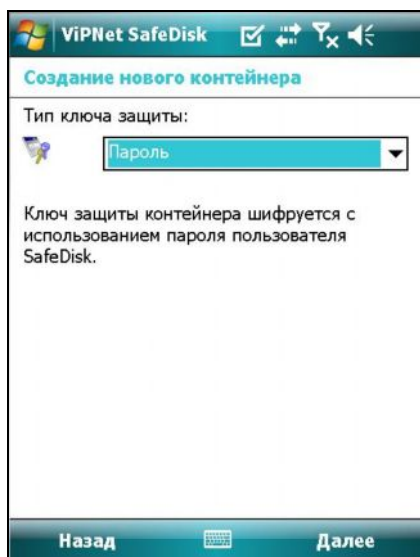 ViPNet SafeDisk
Создание нового контейнера
Тип ключа защиты:
Пароль
Ключ защиты контейнера шифруется с
использованием пароля пользователя
SafeDisk.
Назад Далее